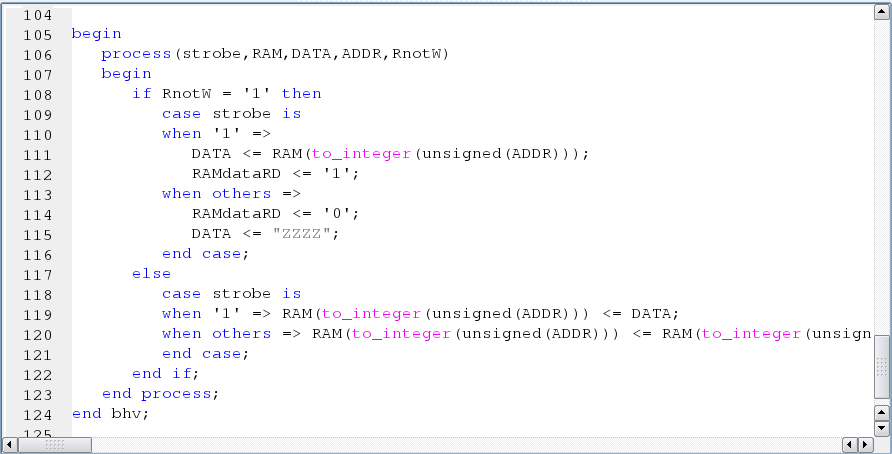 104
105 begin
106    process(strobe,RAM,DATA,ADDR,RnotW)
107    begin
108       if RnotW = '1' then
109          case strobe is
110          when '1' =>
111             DATA <= RAM(to_integer(unsigned(ADDR)));
112             RAMdataRD <= '1';
113          when others =>
114             RAMdataRD <= '0';
115             DATA <= "ZZZZ";
116          end case;
117       else
118          case strobe is
119          when '1' => RAM(to_integer(unsigned(ADDR))) <= DATA;
120          when others => RAM(to_integer(unsigned(ADDR))) <= RAM(to_integer(unsign
121          end case;
122       end if;
123    end process;
124 end bhv;
125